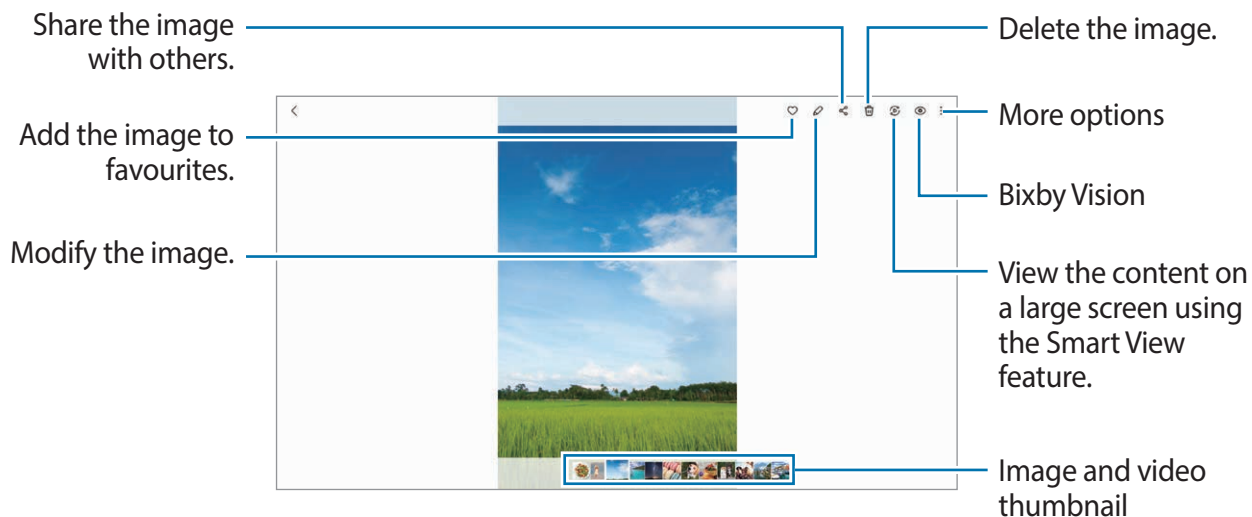 Share the image
with others.
Add the image to
favourites.
Modify the image.
Delete the image.
More options
Bixby Vision
View the content on
a large screen using
the Smart View
feature.
Image and video
thumbnail